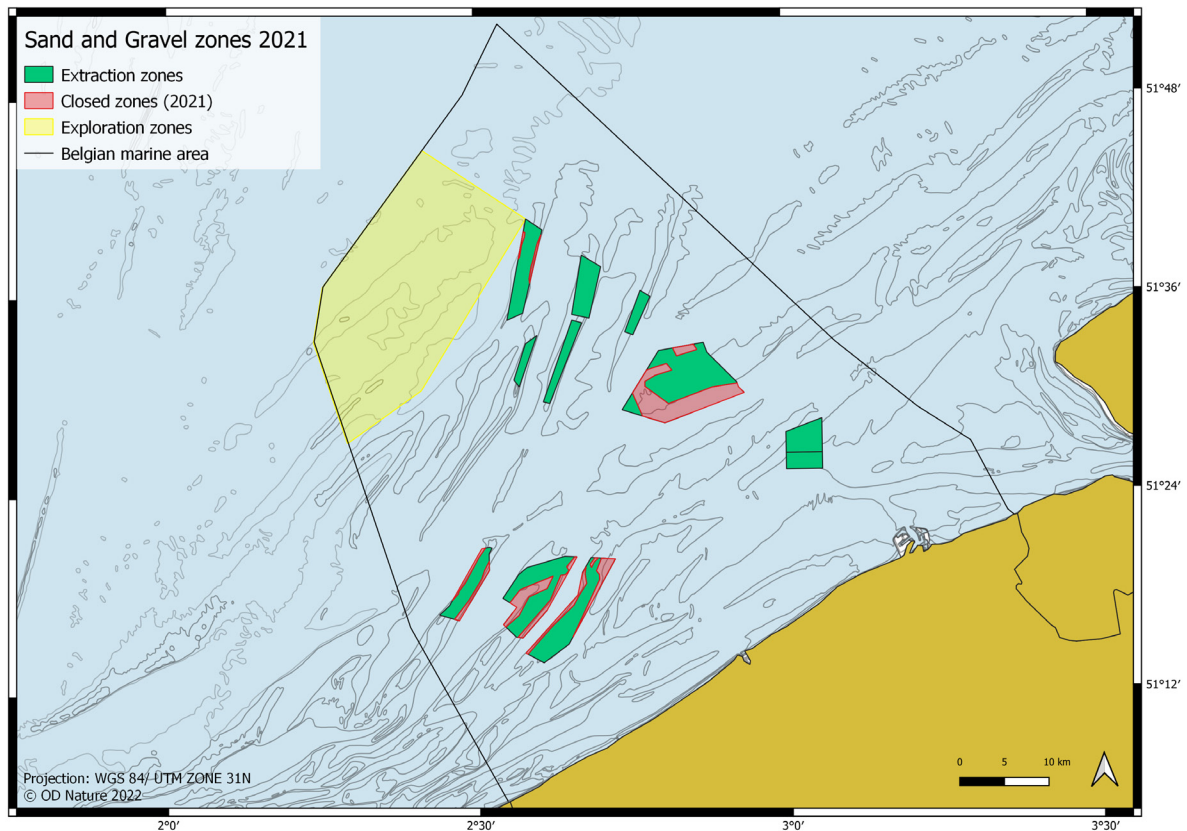 Sand and Gravel zones 2021
Extraction zones
Closed zones (2021)
Exploration zones
Belgian marine area
51°48'
51°36'
51°24'
51°12'
Projection: WGS 84/ UTM ZONE 31N
© OD Nature 2022
0 5 10 km
2°0' 2°30' 3°0' 3°30'